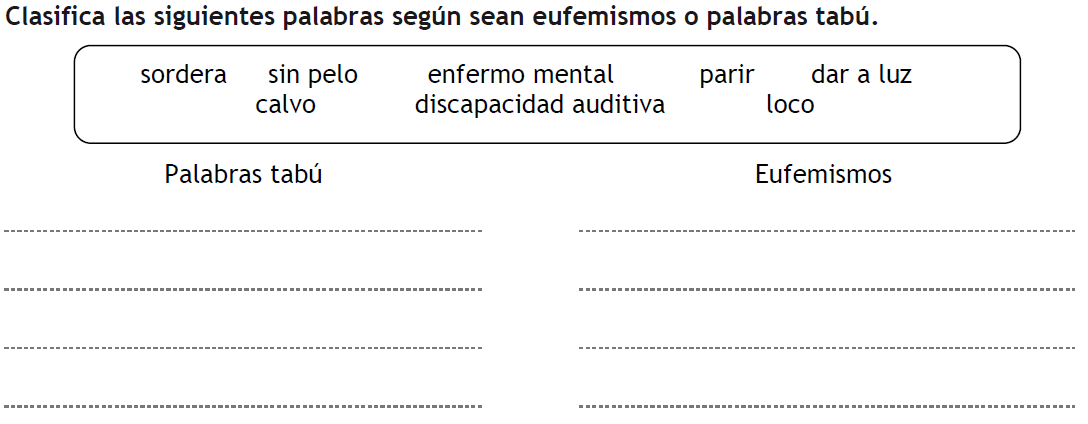 Clasifica las siguientes palabras según sean eufemismos o palabras tabú.
sordera sin pelo enfermo mental parir dar a luz
calvo discapacidad auditiva loco
Palabras tabú Eufemismos